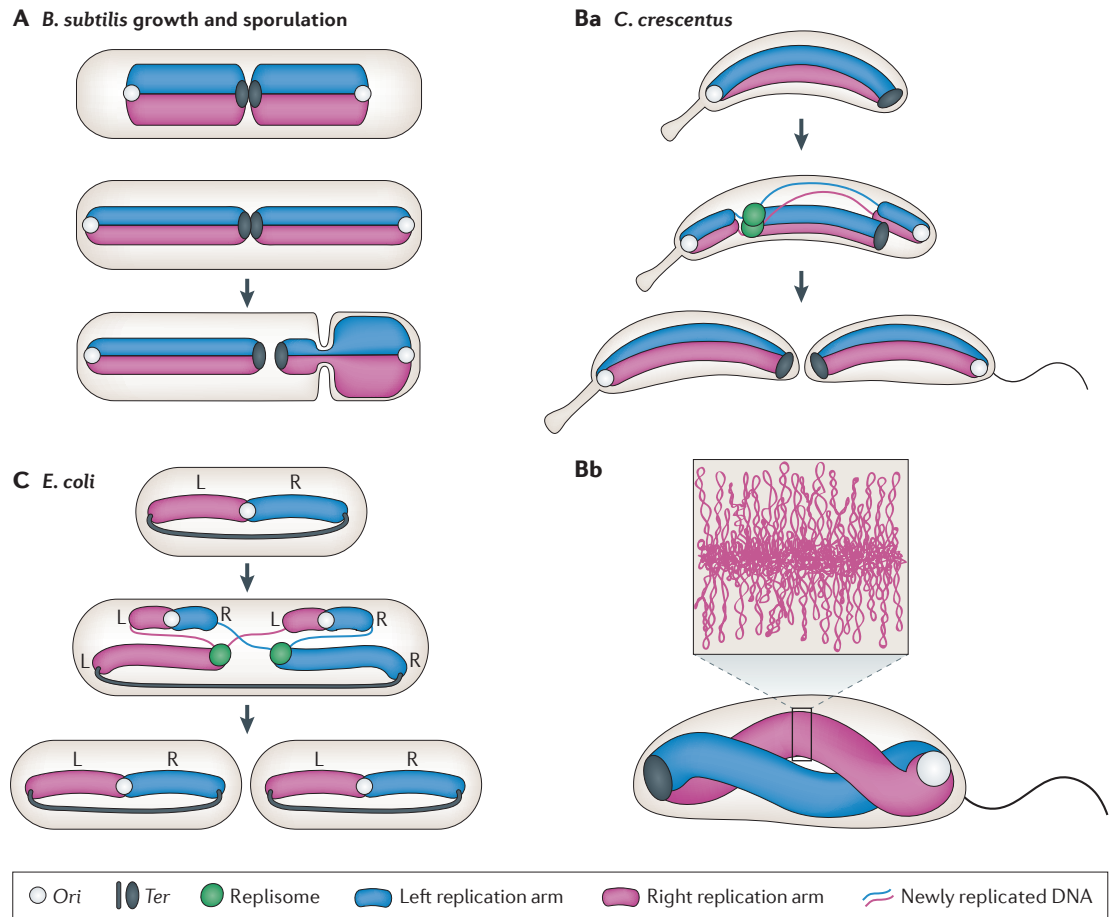 A B. subtilis growth and sporulation
Ba C. crescentus
C E. coli
L R
L R L R
L R
L R
L R
Bb
Ori Ter Replisome Left replication arm Right replication arm Newly replicated DNA